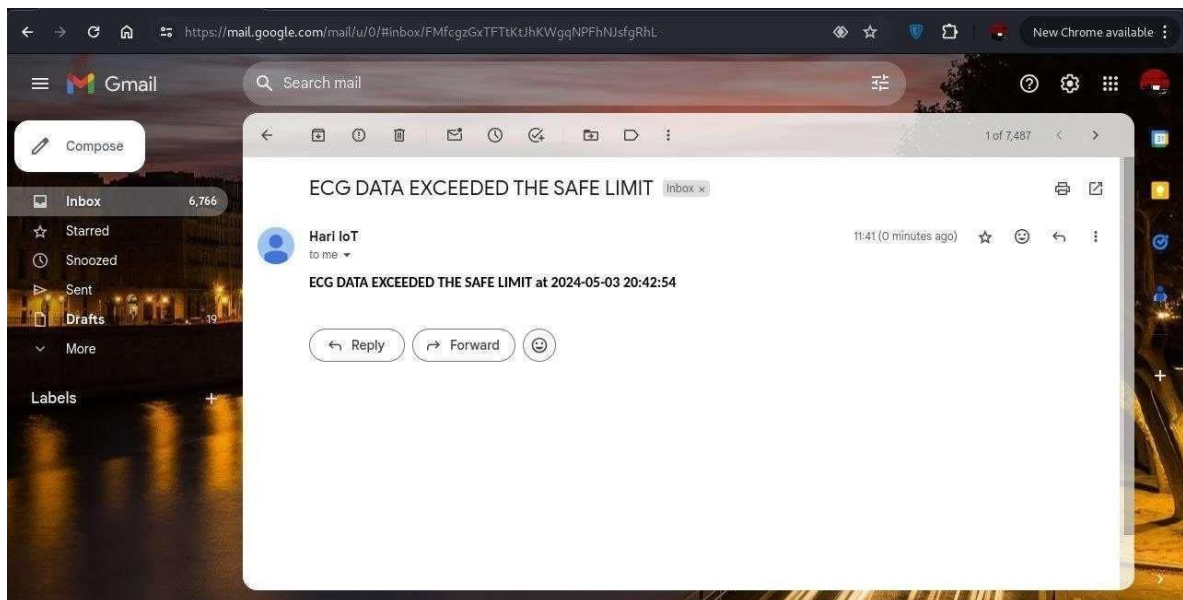 https://mail.google.com/mail/u/0/#inbox/FMfcgzGxTFTtKtJhKWgqNPFhNJsfgRhL
New Chrome available
Gmail
Search mail
Compose
1 of 7,487
31
ECG DATA EXCEEDED THE SAFE LIMIT Inbox x
Inbox 6,766
Starred
Snoozed
Sent
Drafts 19
More
Labels
Hari IoT
11:41 (0 minutes ago)
to me
ECG DATA EXCEEDED THE SAFE LIMIT at 2024-05-03 20:42:54
Reply
Forward